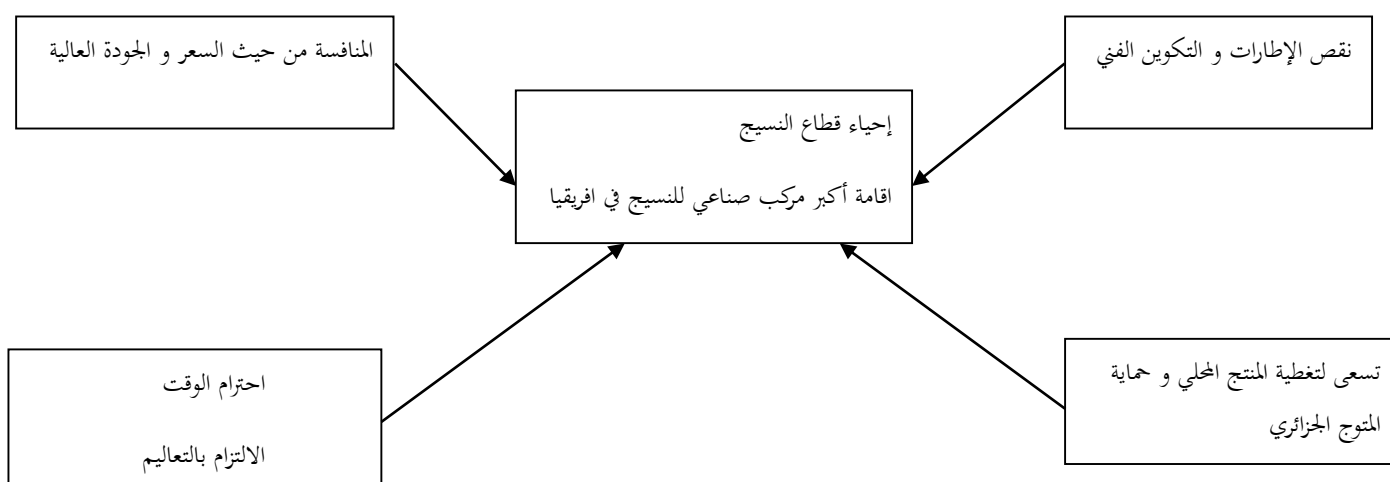 نقص الإطارات و التكوين الفني
المنافسة من حيث السعر و الجودة العالية
إحياء قطاع النسيج
اقامة أكبر مركب صناعي للنسيج في افريقيا
تسعى لتغطية المنتج المحلي و حماية
المتوج الجزائري
احترام الوقت
الالتزام بالتعاليم